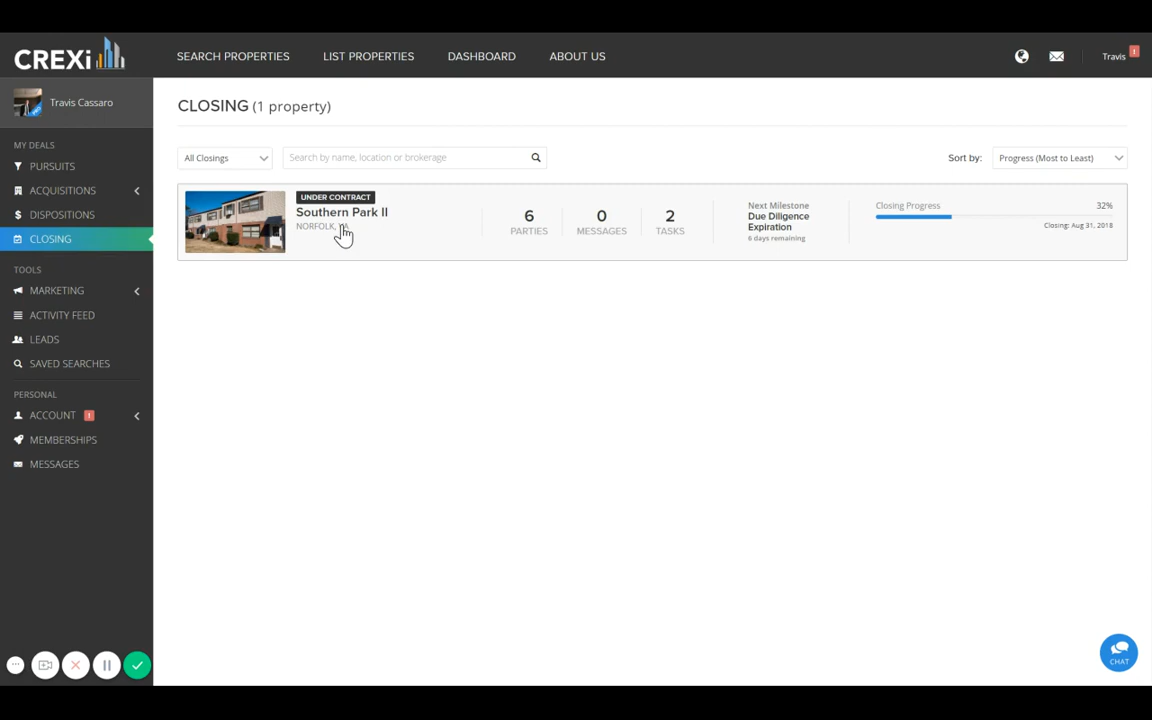 CREXi
SEARCH PROPERTIES LIST PROPERTIES DASHBOARD ABOUT US
Travis !
Travis Cassaro
MY DEALS
PURSUITS
ACQUISITIONS
DISPOSITIONS
CLOSING
TOOLS
MARKETING
ACTIVITY FEED
LEADS
SAVED SEARCHES
PERSONAL
ACCOUNT !
MEMBERSHIPS
MESSAGES
CLOSING (1 property)
All Closings Search by name, location or brokerage
Sort by: Progress (Most to Least)
UNDER CONTRACT
Southern Park II
NORFOLK,
6
PARTIES
0
MESSAGES
2
TASKS
Next Milestone
Due Diligence
Expiration
6 days remaining
Closing Progress 32%
Closing: Aug 31, 2018
CHAT